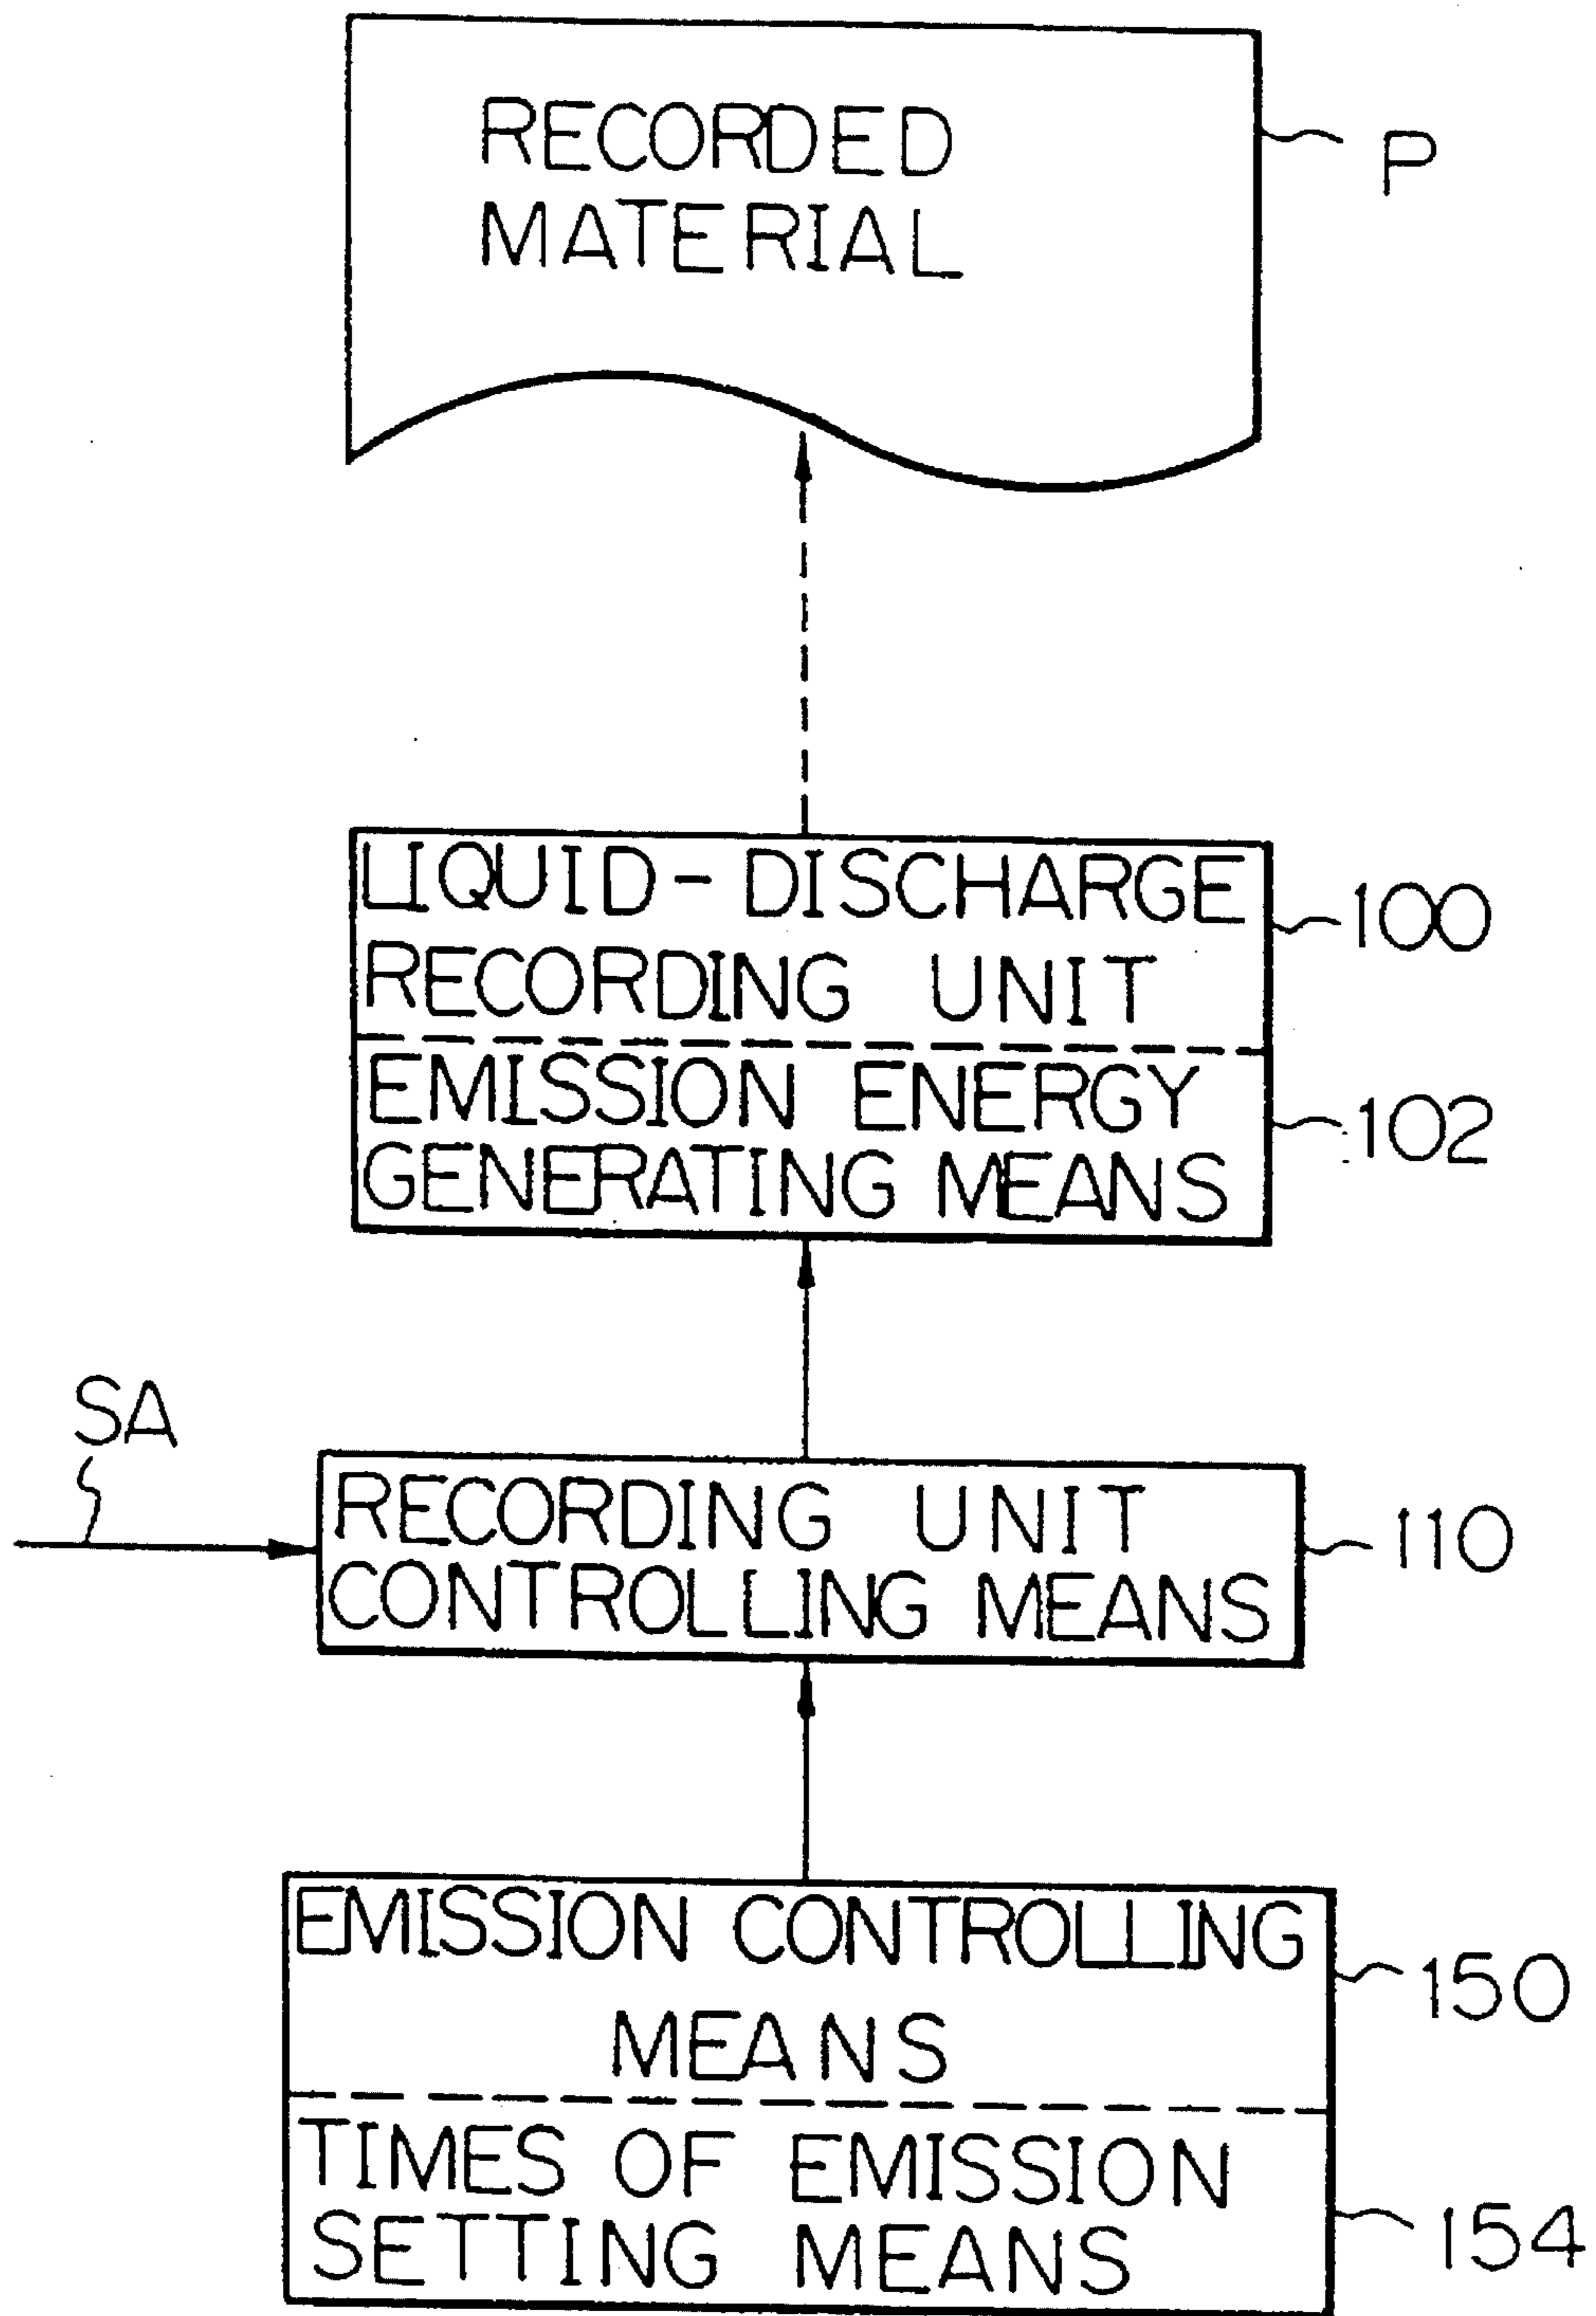 RECORDED
MATERIAL
P
LIQUID-DISCHARGE
RECORDING UNIT
100
EMISSION ENERGY
GENERATING MEANS
102
SA
RECORDING UNIT
CONTROLLING MEANS
110
EMISSION CONTROLLING
MEANS
150
TIMES OF EMISSION
SETTING MEANS
154